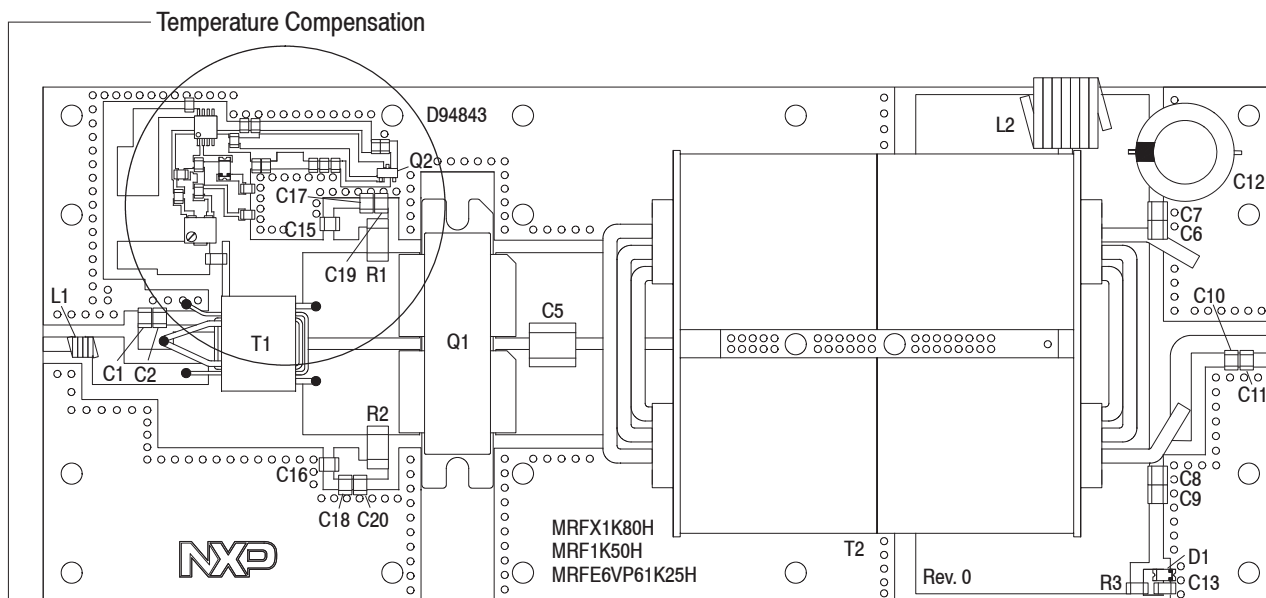 Temperature Compensation
D94843
L2
Q2
C12
C17
C7
C15
C6
C19
R1
L1
C5
C10
T1
Q1
C1
C2
C11
R2
C16
C8
C9
C18
C20
MRFX1K80H
MRF1K50H
MRFE6VP61K25H
NXP
T2
D1
Rev. 0
R3
C13